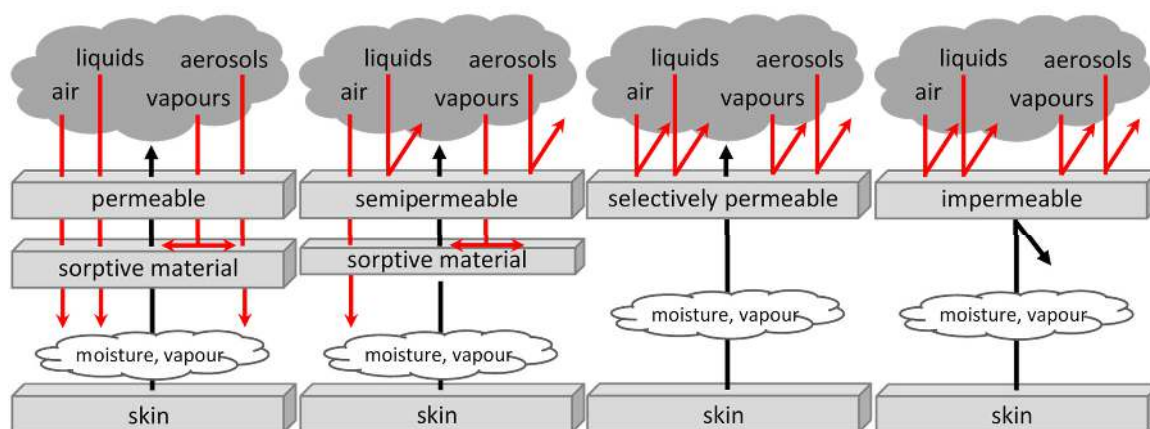 liquids
aerosols
air
vapours
permeable
sorptive material
moisture, vapour
skin
liquids
aerosols
air
vapours
semipermeable
sorptive material
moisture, vapour
skin
liquids
aerosols
air
vapours
selectively permeable
moisture, vapour
skin
liquids
aerosols
air
vapours
impermeable
moisture, vapour
skin